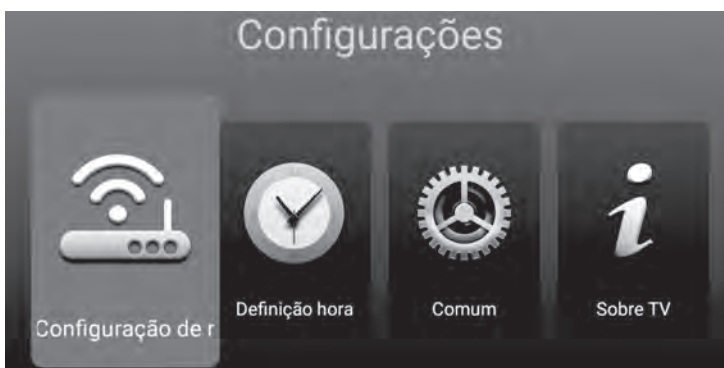 Configurações
Configuração de r
Definição hora
Comum
Sobre TV